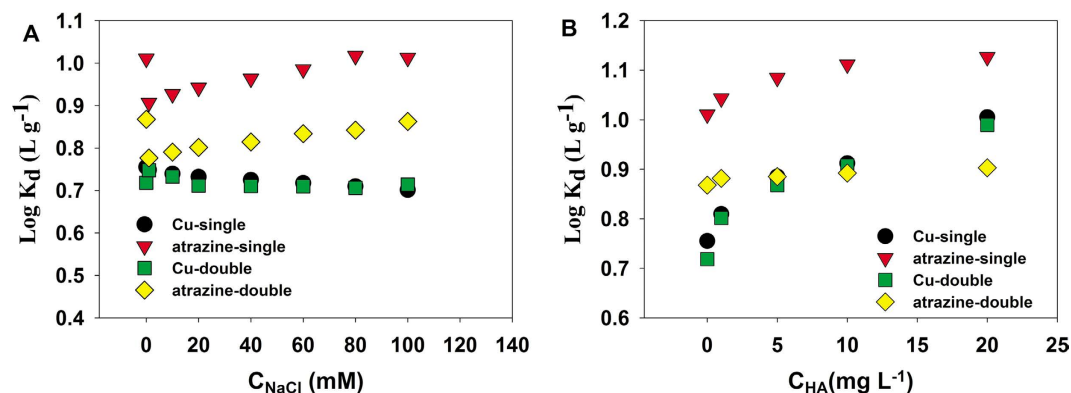 A
Log Kd (L g-1)
1.1
1.0
0.9
0.8
0.7
0.6
0.5
0.4
Cu-single
atrazine-single
Cu-double
atrazine-double
0 20 40 60 80 100 120 140
CNaCl (mM)
B
Log Kd (L g-1)
1.2
1.1
1.0
0.9
0.8
0.7
0.6
Cu-single
atrazine-single
Cu-double
atrazine-double
0 5 10 15 20 25
CHA(mg L-1)